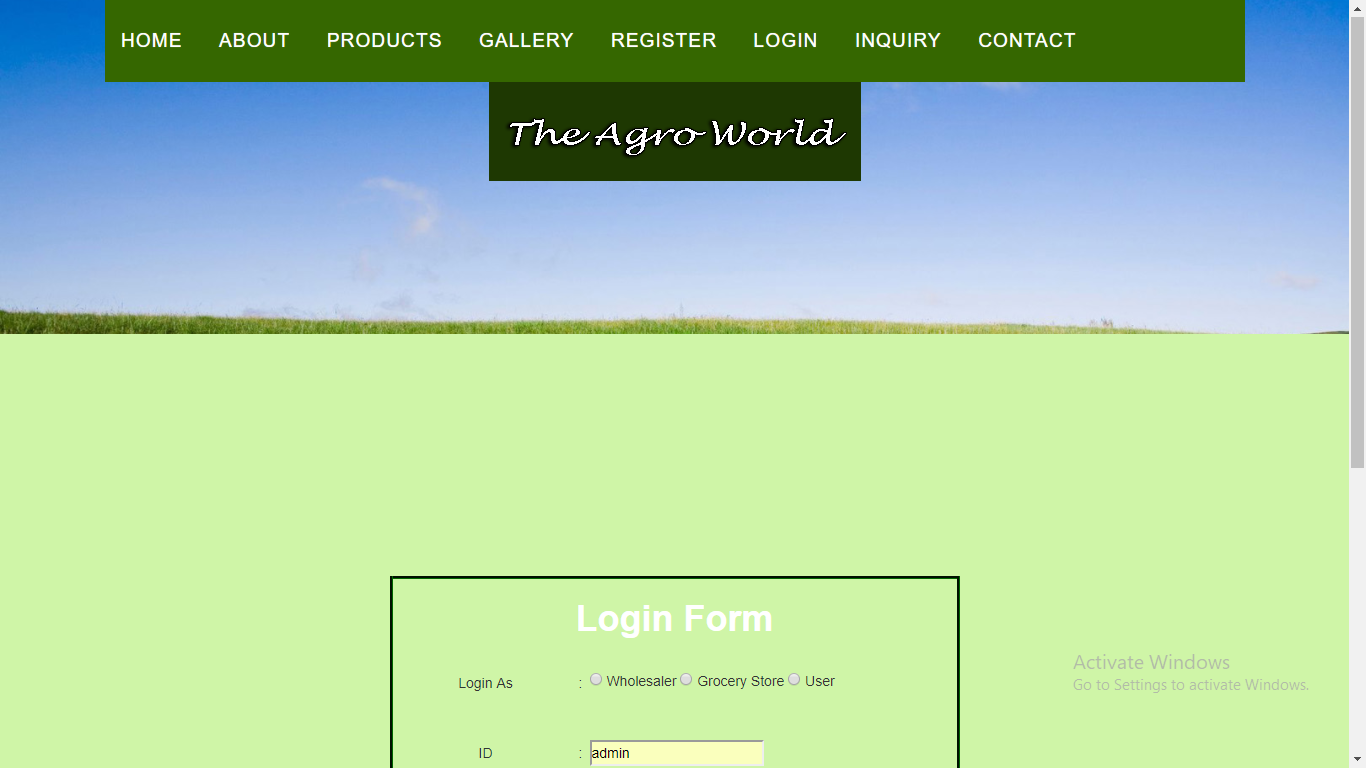 HOME ABOUT PRODUCTS GALLERY REGISTER LOGIN INQUIRY CONTACT
The Agro World
Login Form
Login As : Wholesaler Grocery Store User
ID : admin
Activate Windows
Go to Settings to activate Windows.